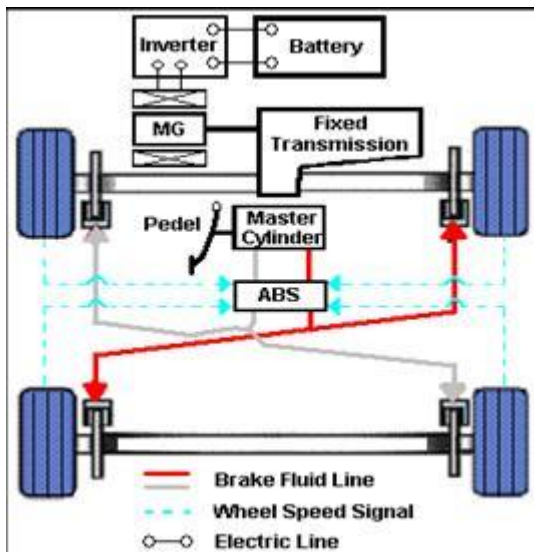 Inverter
Battery
MG
Fixed
Transmission
Pedel
Master
Cylinder
ABS
Brake Fluid Line
Wheel Speed Signal
Electric Line